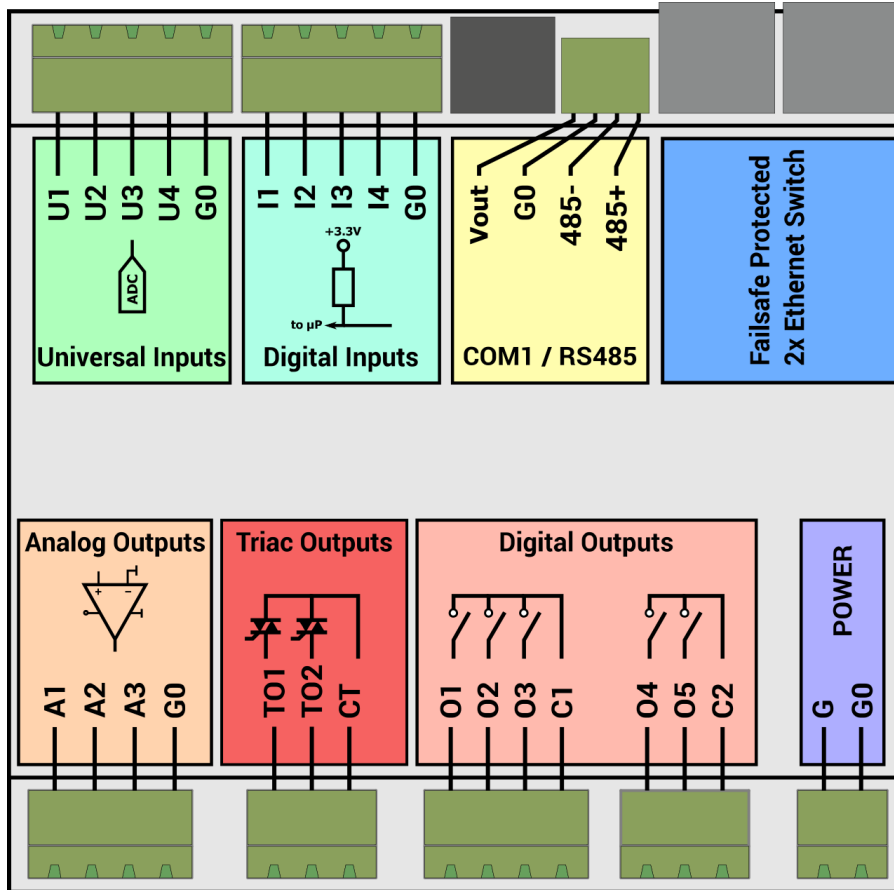 U1 U2 U3 U4 G0
ADC
Universal Inputs
I1 I2 I3 I4 G0
+3.3V
to µP
Digital Inputs
Vout G0 485- 485+
COM1 / RS485
Failsafe Protected
2x Ethernet Switch
Analog Outputs
+ −
A1 A2 A3 G0
Triac Outputs
TO1 TO2 CT
Digital Outputs
O1 O2 O3 C1 O4 O5 C2
POWER
G G0